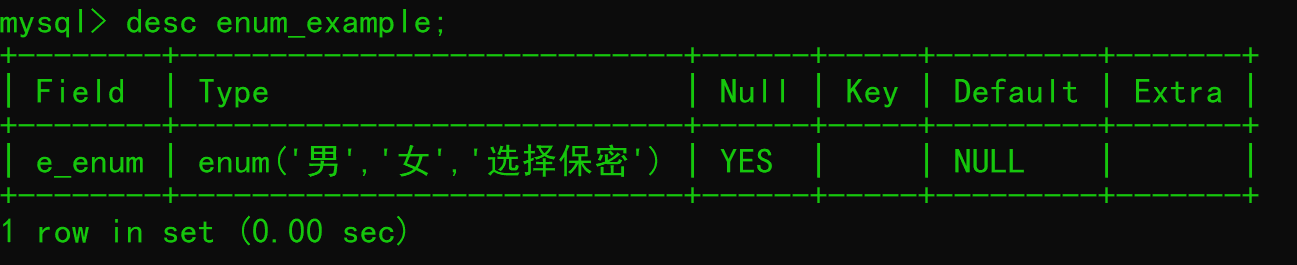 mysql> desc enum_example;
+--------+-----------------------------+------+-----+---------+-------+
| Field  | Type                        | Null | Key | Default | Extra |
+--------+-----------------------------+------+-----+---------+-------+
| e_enum | enum('男','女','选择保密') | YES  |     | NULL    |       |
+--------+-----------------------------+------+-----+---------+-------+
1 row in set (0.00 sec)